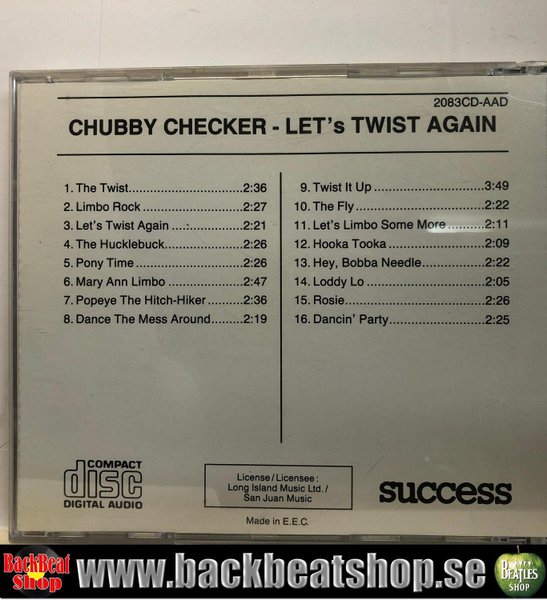 2083CD-AAD
CHUBBY CHECKER - LET's TWIST AGAIN
1. The Twist 2:36
2. Limbo Rock 2:27
3. Let's Twist Again 2:21
4. The Hucklebuck 2:26
5. Pony Time 2:26
6. Mary Ann Limbo 2:47
7. Popeye The Hitch-Hiker 2:36
8. Dance The Mess Around 2:19
9. Twist It Up 3:49
10. The Fly 2:22
11. Let's Limbo Some More 2:11
12. Hooka Tooka 2:09
13. Hey, Bobba Needle 2:22
14. Loddy Lo 2:05
15. Rosie 2:26
16. Dancin' Party 2:25
COMPACT
disc
DIGITAL AUDIO
License / Licensee :
Long Island Music Ltd. /
San Juan Music
Made in E.E.C.
success
BackBeat
Shop
www.backbeatshop.se
BEATLES
SHOP